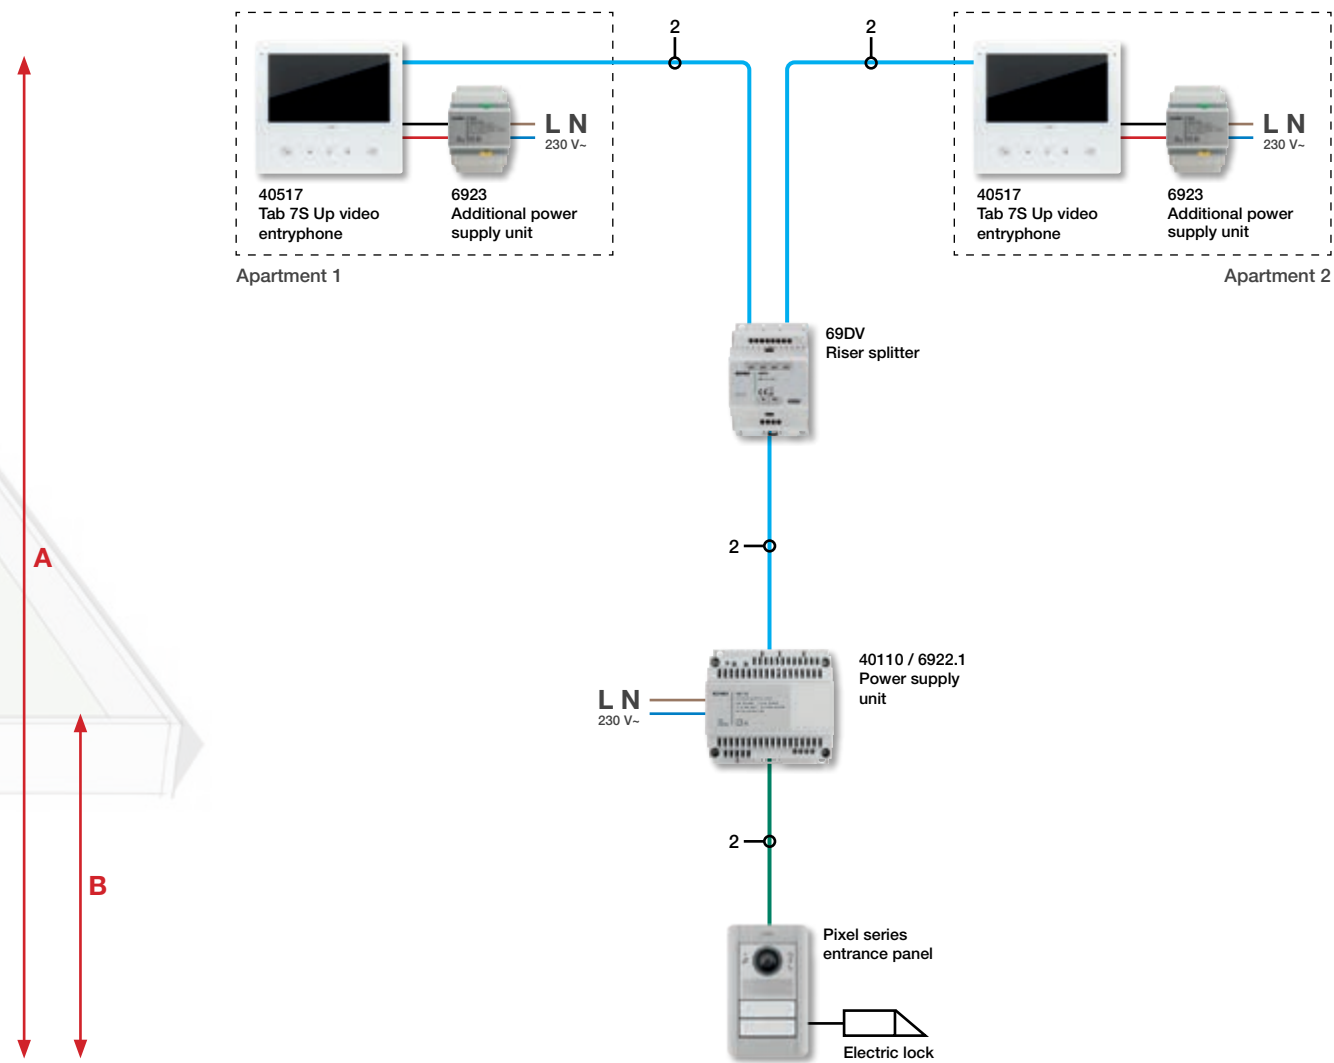 2
2
L N
230 V~
L N
230 V~
40517
Tab 7S Up video
entryphone
6923
Additional power
supply unit
40517
Tab 7S Up video
entryphone
6923
Additional power
supply unit
Apartment 1
Apartment 2
69DV
Riser splitter
A
2
40110 / 6922.1
Power supply
unit
L N
230 V~
2
B
Pixel series
entrance panel
Electric lock